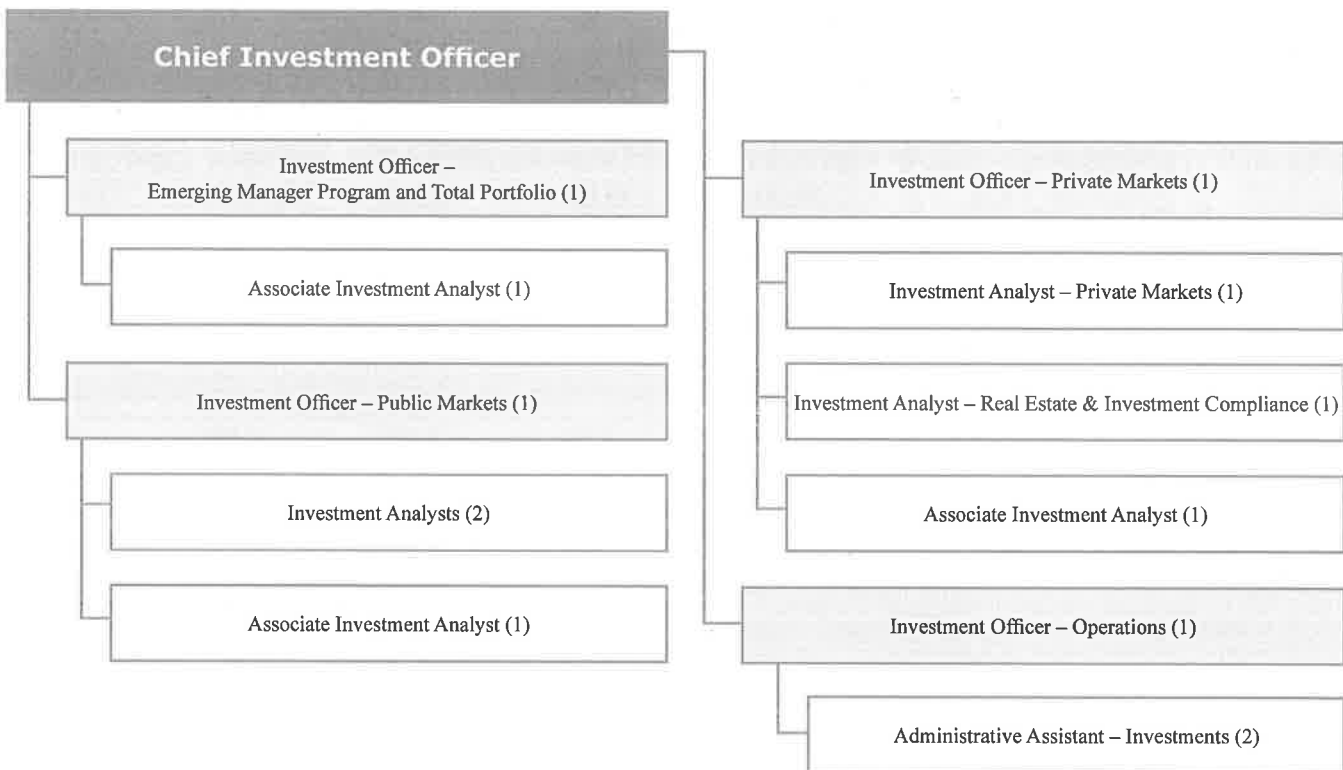 Chief Investment Officer
Investment Officer –
Emerging Manager Program and Total Portfolio (1)
Associate Investment Analyst (1)
Investment Officer – Public Markets (1)
Investment Analysts (2)
Associate Investment Analyst (1)
Investment Officer – Private Markets (1)
Investment Analyst – Private Markets (1)
Investment Analyst – Real Estate & Investment Compliance (1)
Associate Investment Analyst (1)
Investment Officer – Operations (1)
Administrative Assistant – Investments (2)